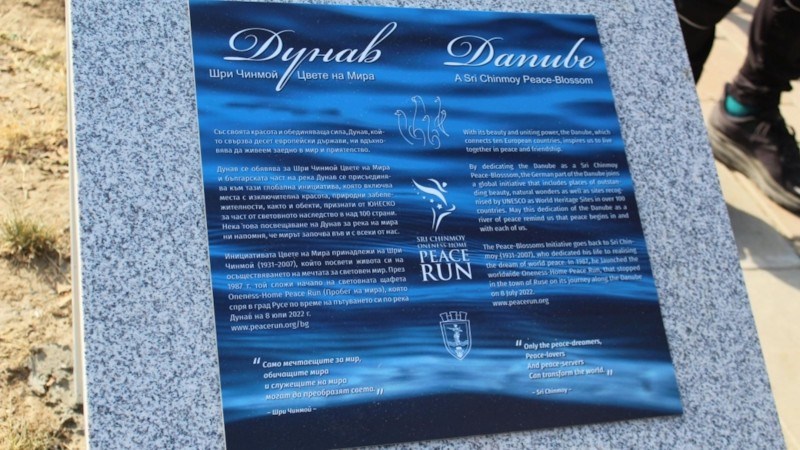 Дунав
Шри Чинмой Цвете на Мира
Със своята красота и обединяваща сила, Дунав, кой-
то свързва десет европейски държави, ни вдъхно-
вява да живеем заедно в мир и приятелство.
Дунав се обявява за Шри Чинмой Цвете на Мира
и българската част на река Дунав се присъединя-
ва към тази глобална инициатива, която включва
места с изключителна красота, природни забеле-
жителности, както и обекти, признати от ЮНЕСКО
за част от световното наследство в над 100 страни.
Нека това посвещаване на Дунав за река на мира
ни напомня, че мирът започва във и с всеки от нас.
Инициативата Цвете на Мира принадлежи на Шри
Чинмой (1931-2007), който посвети живота си на
осъществяването на мечтата за световен мир. През
1987 г. той сложи начало на световната щафета
Oneness-Home Peace Run (Пробег на мира), която
спря в град Русе по време на пътуването си по река
Дунав на 8 юли 2022 г.
www.peacerun.org/bg
" Само мечтаещите за мир,
обичащите мира
и служещите на мира
могат да преобразят света. "
– Шри Чинмой –
SRI CHINMOY
ONENESS-HOME
PEACE
RUN
Danube
A Sri Chinmoy Peace-Blossom
With its beauty and uniting power, the Danube, which
connects ten European countries, inspires us to live
together in peace and friendship.
By dedicating the Danube as a Sri Chinmoy
Peace-Blosssom, the German part of the Danube joins
a global initiative that includes places of outstan-
ding beauty, natural wonders as well as sites recog
nised by UNESCO as World Heritage Sites in over 100
countries. May this dedication of the Danube as a
river of peace remind us that peace begins in and
with each of us.
The Peace-Blossoms Initiative goes back to Sri Chin-
moy (1931–2007), who dedicated his life to realising
the dream of world peace. In 1987, he launched the
worldwide Oneness-Home Peace Run, that stopped
in the town of Ruse on its journey along the Danube
on 8 July 2022.
www.peacerun.org
" Only the peace-dreamers,
Peace-lovers
And peace-servers
Can transform the world. "
– Sri Chinmoy –